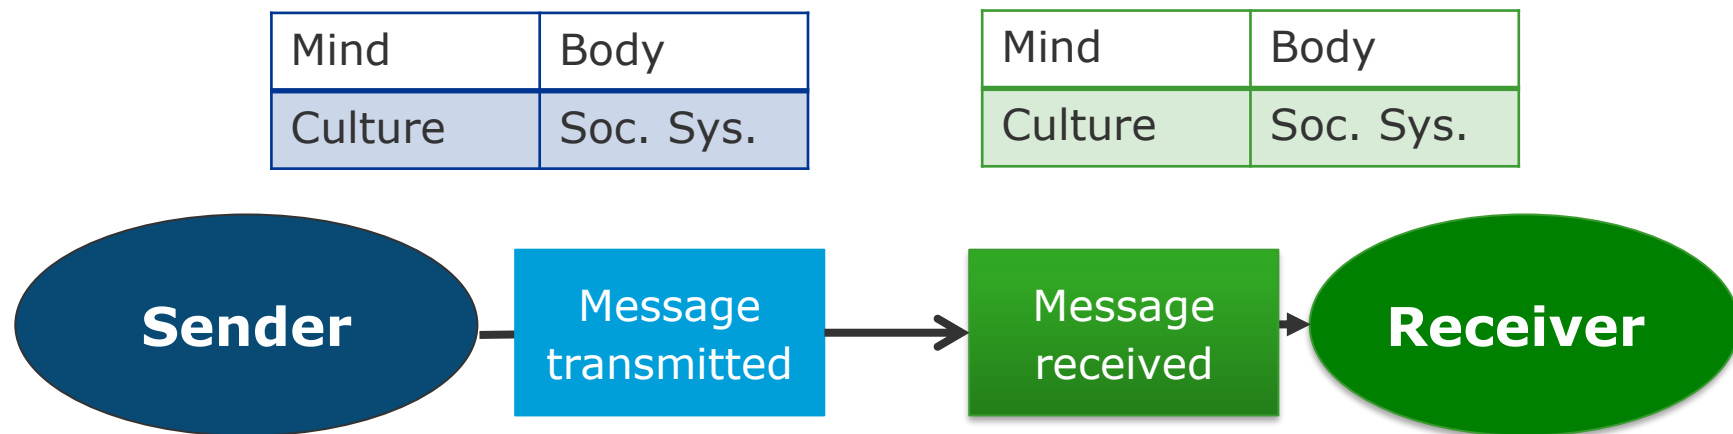 Mind Body
Culture Soc. Sys.
Mind Body
Culture Soc. Sys.
Sender
Message
transmitted
Message
received
Receiver